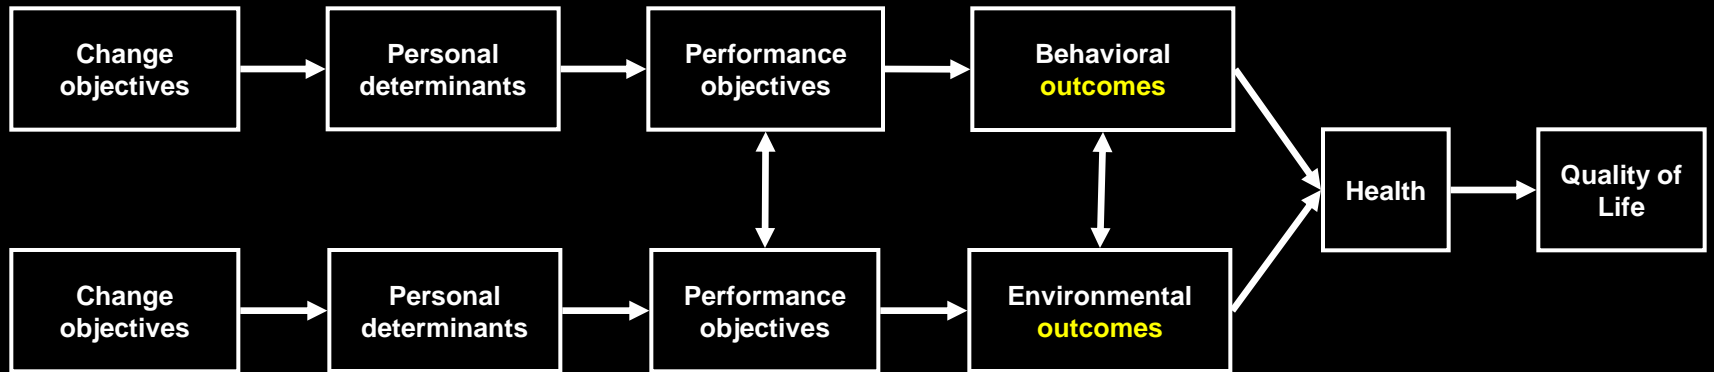 Change
objectives
Personal
determinants
Performance
objectives
Behavioral
outcomes
Health
Quality of
Life
Change
objectives
Personal
determinants
Performance
objectives
Environmental
outcomes